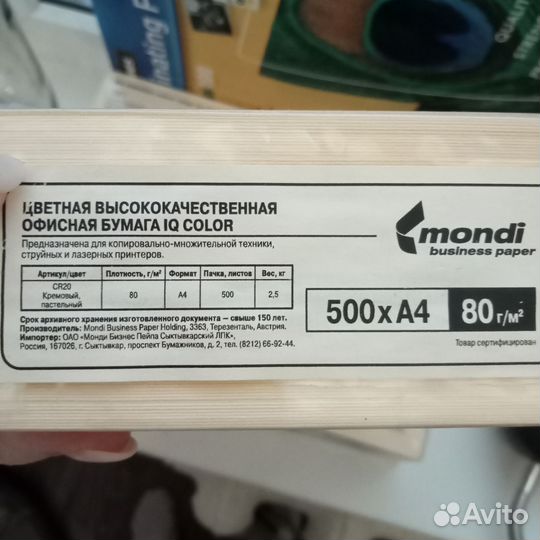 inating F
QUALIT
ЦВЕТНАЯ ВЫСОКОКАЧЕСТВЕННАЯ
ОФИСНАЯ БУМАГА IQ COLOR
Предназначена для копировально-множительной техники,
струйных и лазерных принтеров.
Артикул/цвет Плотность, г/м² Формат Пачка, листов Вес, кг
CR20
Кремовый,
пастельный
80 A4 500 2,5
Срок архивного хранения изготовленного документа – свыше 150 лет.
Производитель: Mondi Business Paper Holding, 3363, Терезенталь, Австрия.
Импортер: ОАО «Монди Бизнес Пейпа Сыктывкарский ЛПК»,
Россия, 167026, г. Сыктывкар, проспект Бумажников, д. 2, тел. (8212) 66-92-44.
mondi
business paper
500xA4 80 г/м²
Товар сертифицирован
Avito